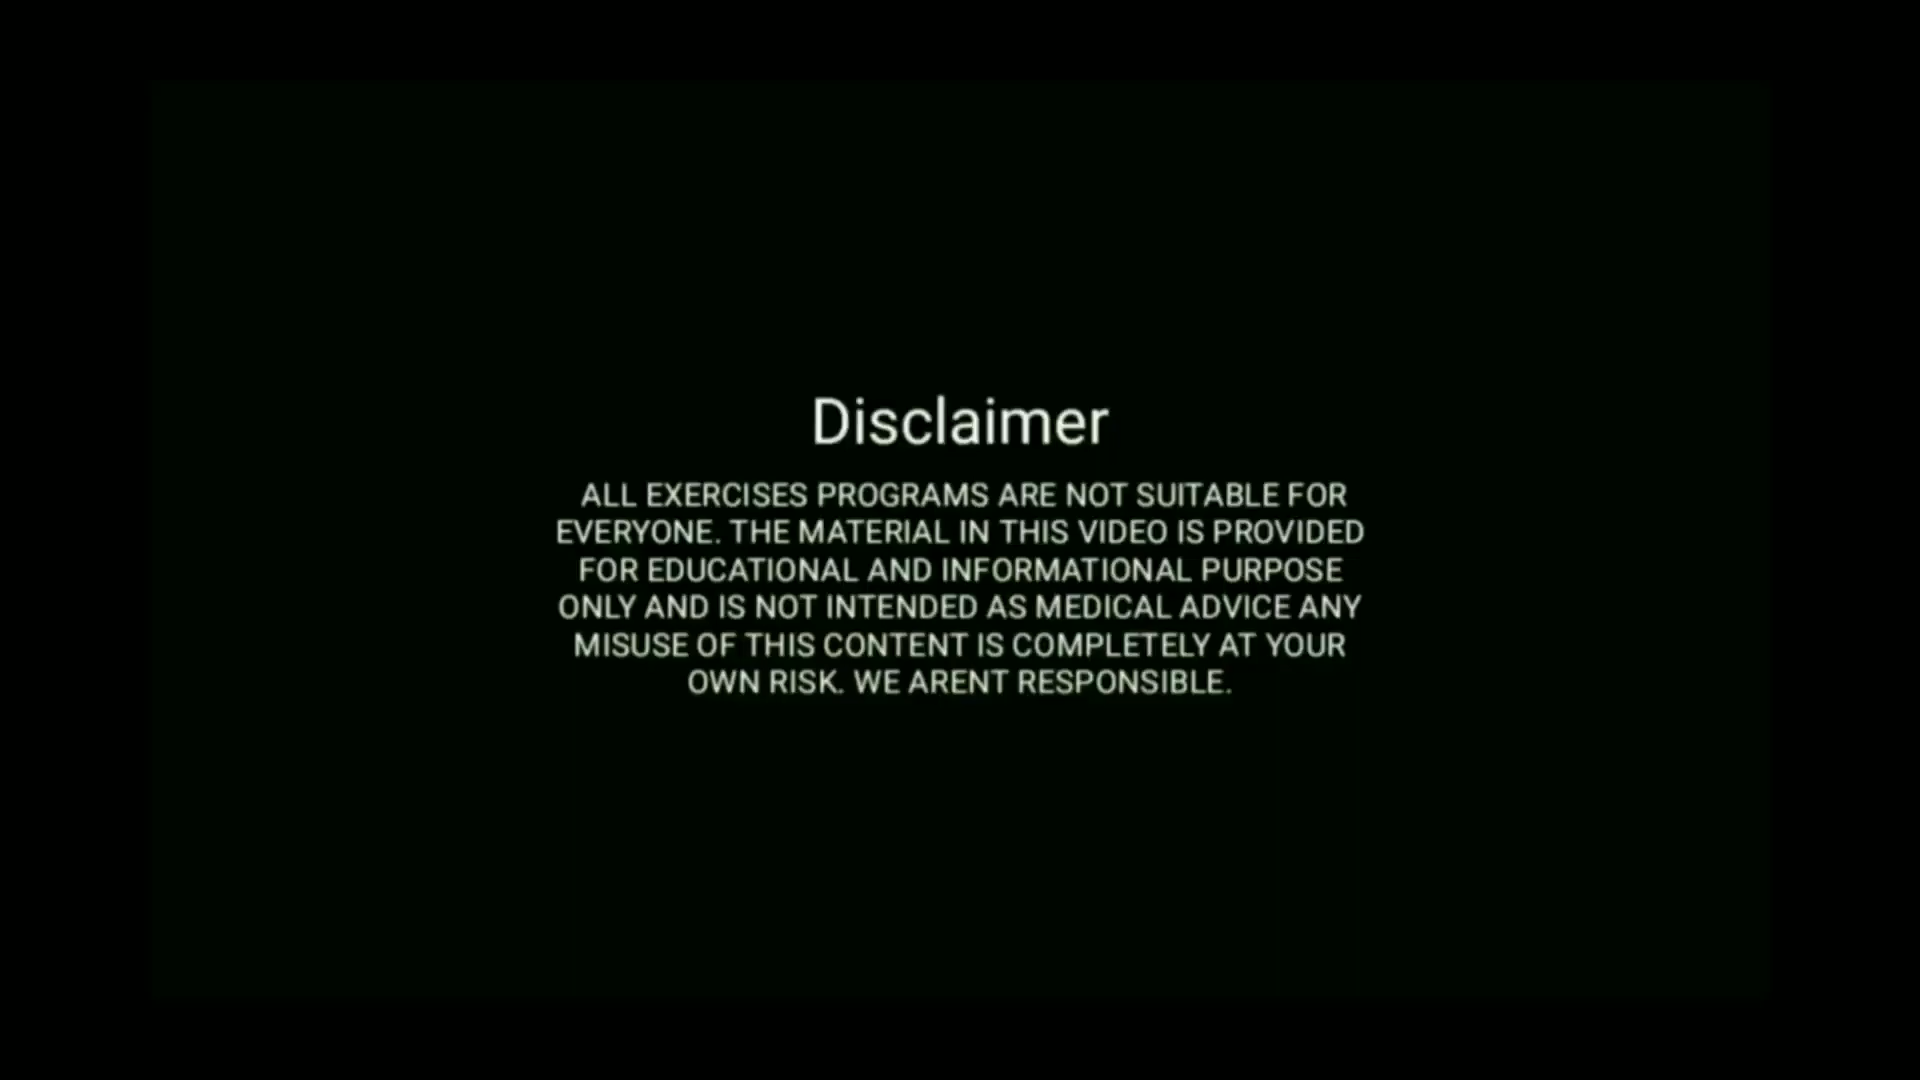 Disclaimer
ALL EXERCISES PROGRAMS ARE NOT SUITABLE FOR
EVERYONE. THE MATERIAL IN THIS VIDEO IS PROVIDED
FOR EDUCATIONAL AND INFORMATIONAL PURPOSE
ONLY AND IS NOT INTENDED AS MEDICAL ADVICE ANY
MISUSE OF THIS CONTENT IS COMPLETELY AT YOUR
OWN RISK. WE ARENT RESPONSIBLE.